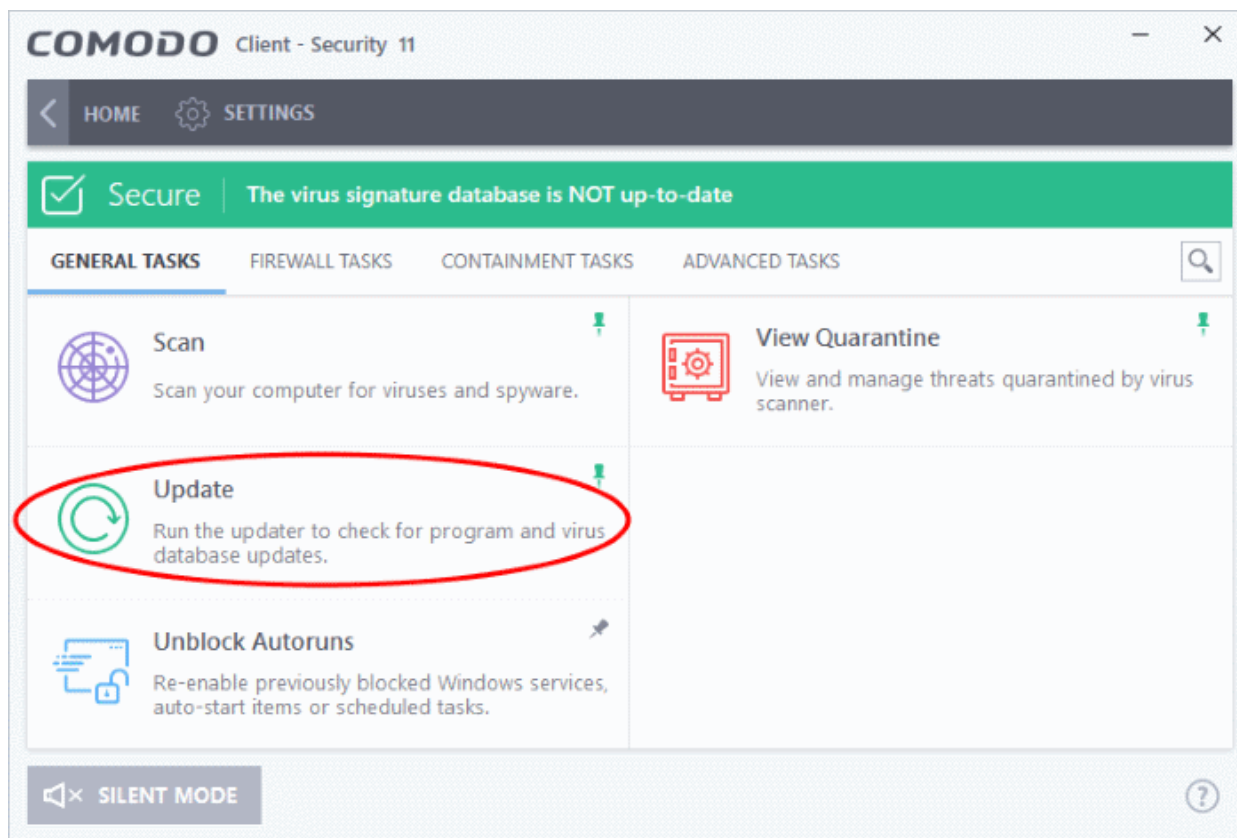 COMODO Client - Security 11
HOME SETTINGS
Secure The virus signature database is NOT up-to-date
GENERAL TASKS FIREWALL TASKS CONTAINMENT TASKS ADVANCED TASKS
Scan
Scan your computer for viruses and spyware.
View Quarantine
View and manage threats quarantined by virus
scanner.
Update
Run the updater to check for program and virus
database updates.
Unblock Autoruns
Re-enable previously blocked Windows services,
auto-start items or scheduled tasks.
SILENT MODE
?